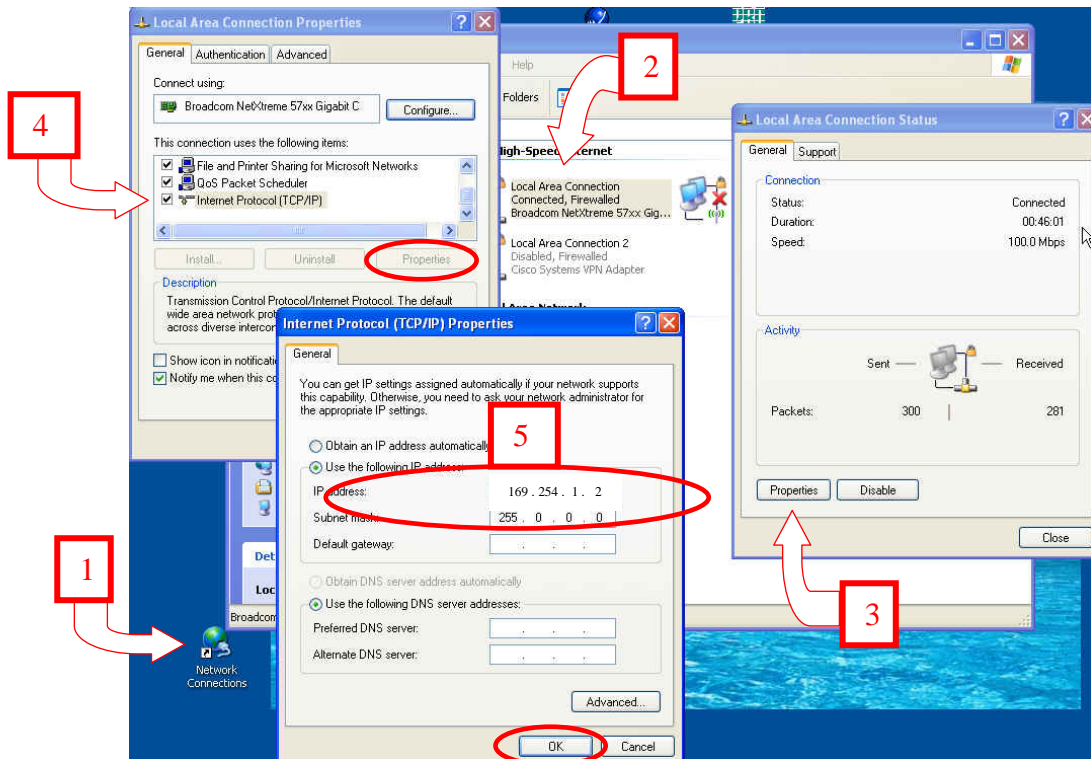 Local Area Connection Properties
General Authentication Advanced
Connect using:
Broadcom NetXtreme 57xx Gigabit C
Configure...
This connection uses the following items:
File and Printer Sharing for Microsoft Networks
QoS Packet Scheduler
Internet Protocol (TCP/IP)
Install... Uninstall Properties
Description
Transmission Control Protocol/Internet Protocol. The default
wide area network
across diverse
Show icon in
Notify me when this
4
Help
2
Folders
Local Area Connection
Connected, Firewalled
Broadcom NetXtreme 57xx Gig...
Local Area Connection 2
Disabled, Firewalled
Cisco Systems VPN Adapter
Local Area Connection Status
General Support
Connection
Status: Connected
Duration: 00:46:01
Speed: 100.0 Mbps
Activity
Sent — — Received
Packets: 300 | 281
Properties Disable
Close
3
Internet Protocol (TCP/IP) Properties
General
You can get IP settings assigned automatically if your network supports
this capability. Otherwise, you need to ask your network administrator for
the appropriate IP settings.
5
Obtain an IP address automatically
Use the following IP address:
IP address: 169 . 254 . 1 . 2
Subnet mask: 255 . 0 . 0 . 0
Default gateway: . . .
Obtain DNS server address automatically
Use the following DNS server addresses:
Preferred DNS server: . . .
Alternate DNS server: . . .
Advanced...
OK Cancel
Det
Loc
Broadcom
1
Network
Connections